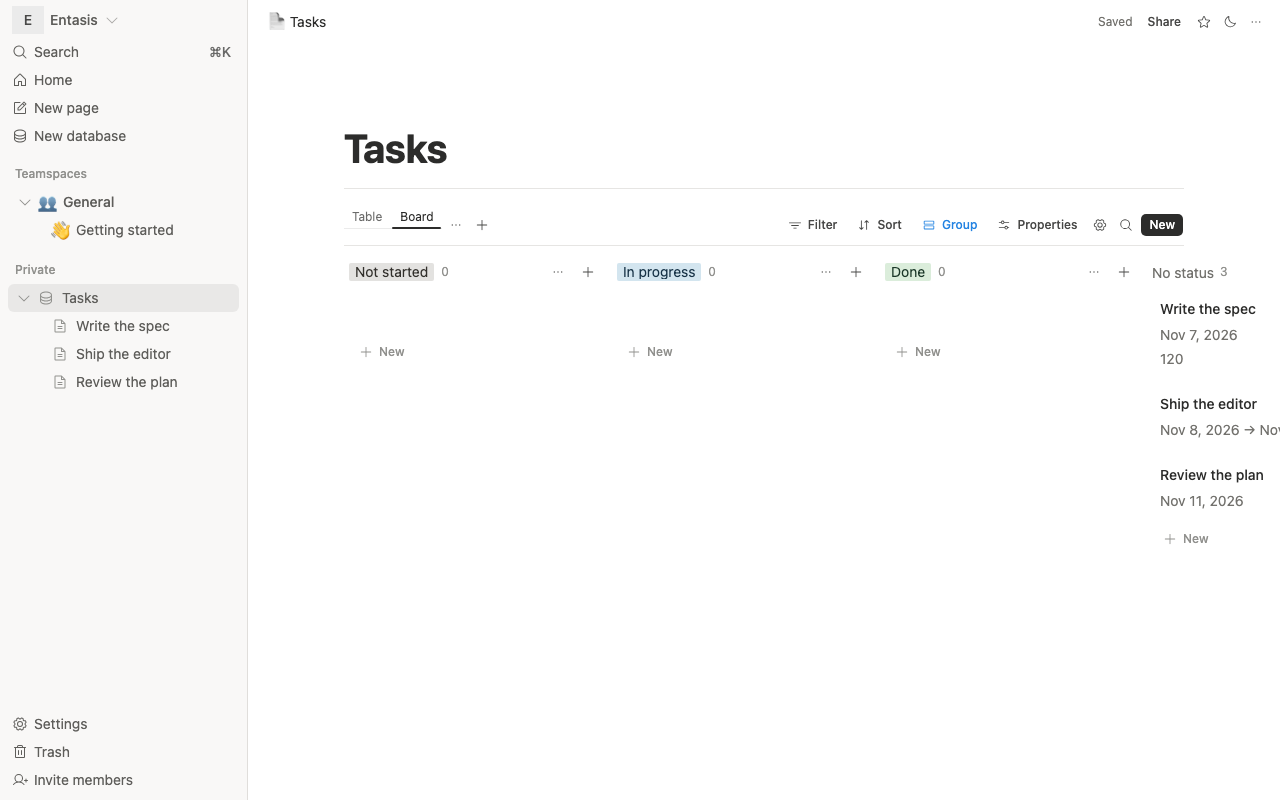 E Entasis
Search ⌘K
Home
New page
New database
Teamspaces
General
Getting started
Private
Tasks
Write the spec
Ship the editor
Review the plan
Settings
Trash
Invite members
Tasks
Saved Share
Tasks
Table Board
Filter Sort Group Properties New
Not started 0
New
In progress 0
New
Done 0
New
No status 3
Write the spec
Nov 7, 2026
120
Ship the editor
Nov 8, 2026 → Nov
Review the plan
Nov 11, 2026
New